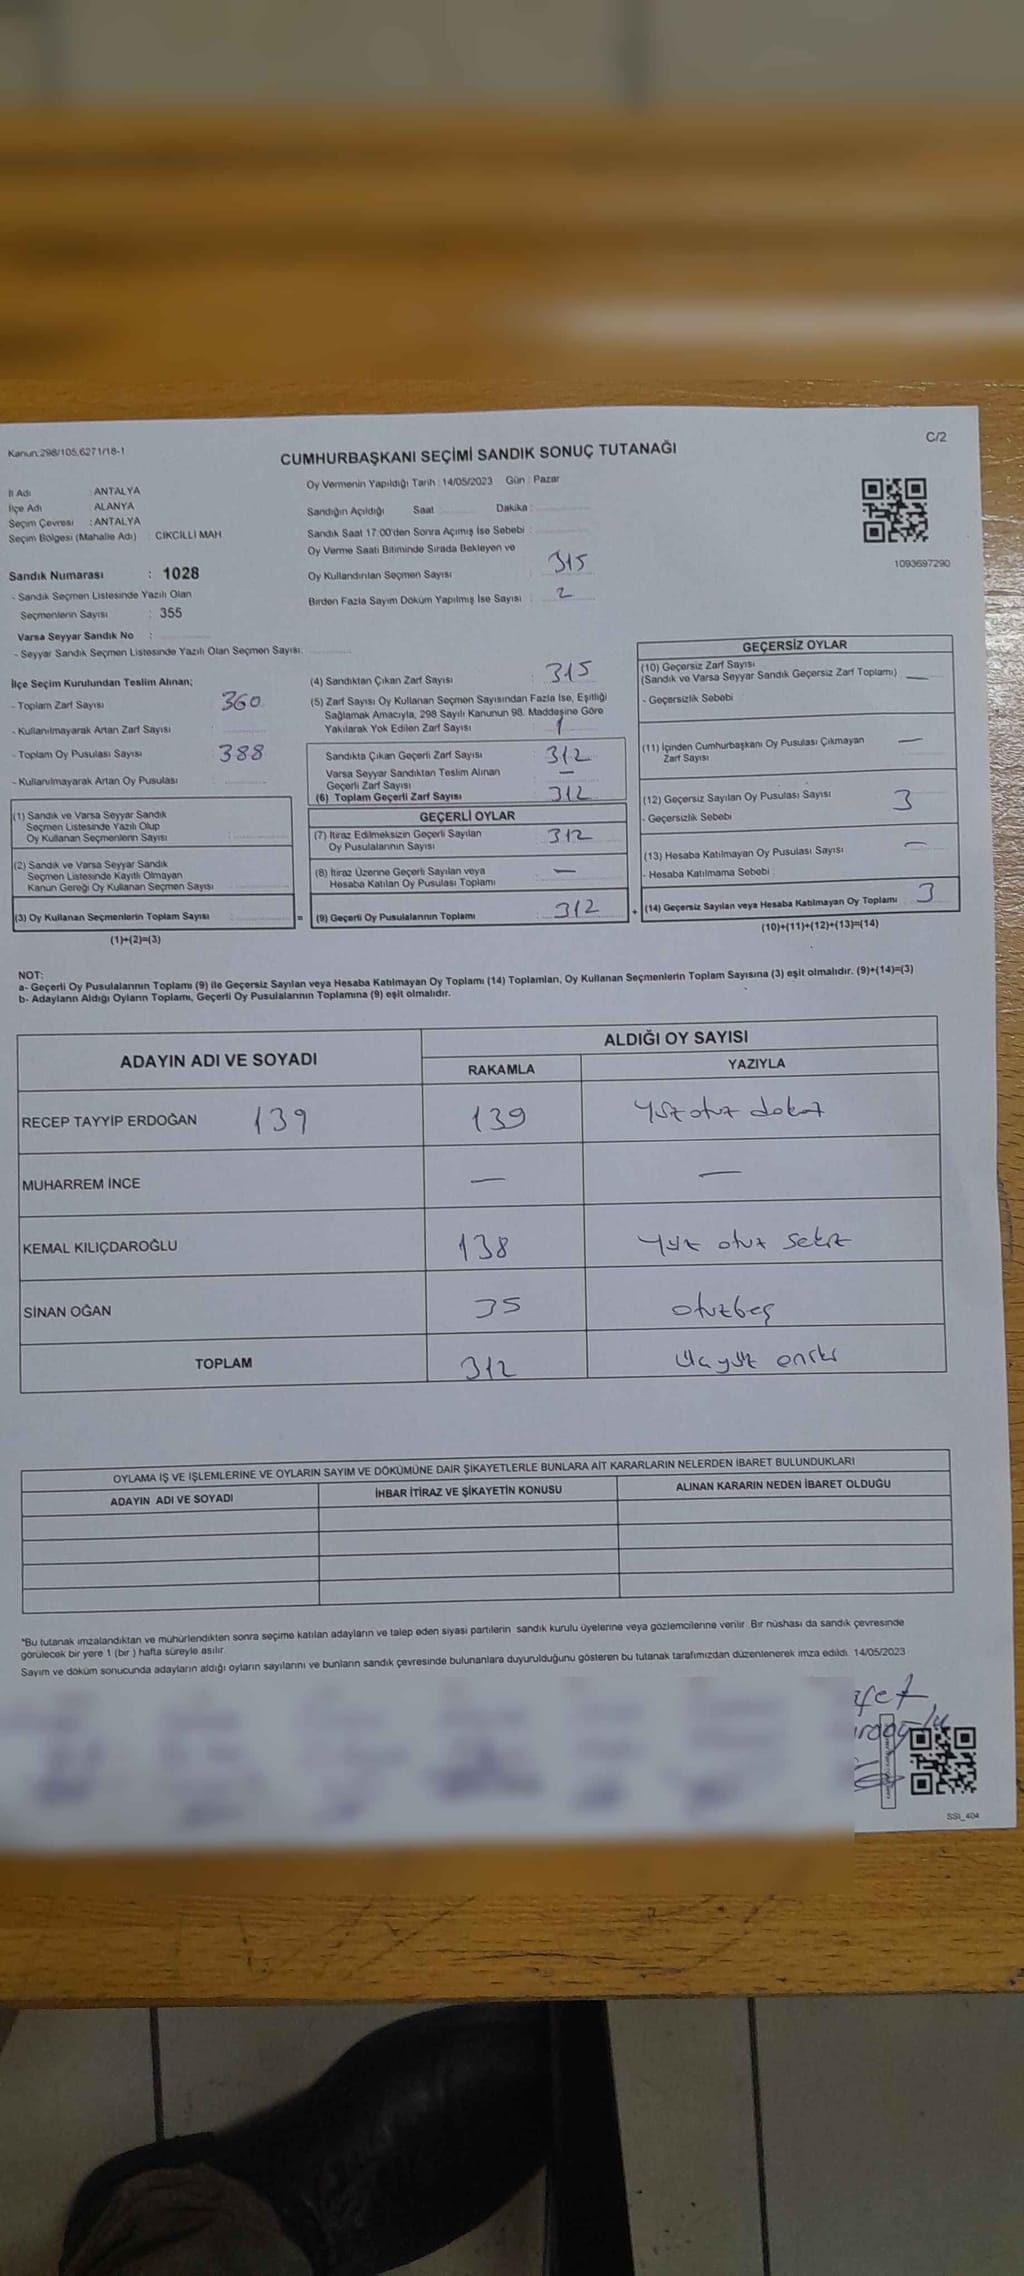 Kanun:298/105,6271/18-1
C/2
CUMHURBAŞKANI SEÇİMİ SANDIK SONUÇ TUTANAĞI
İl Adı : ANTALYA
İlçe Adı : ALANYA
Seçim Çevresi : ANTALYA
Seçim Bölgesi (Mahalle Adı) : CİKCİLLİ MAH
Sandık Numarası : 1028
- Sandık Seçmen Listesinde Yazılı Olan
Seçmenlerin Sayısı : 355
Varsa Seyyar Sandık No :
- Seyyar Sandık Seçmen Listesinde Yazılı Olan Seçmen Sayısı:
Oy Vermenin Yapıldığı Tarih : 14/05/2023 Gün : Pazar
Sandığın Açıldığı Saat Dakika :
Sandık Saat 17:00'den Sonra Açımış İse Sebebi :
Oy Verme Saati Bitiminde Sırada Bekleyen ve
Oy Kullandırılan Seçmen Sayısı : 315
Birden Fazla Sayım Döküm Yapılmış İse Sayısı : 2
1093697290
İlçe Seçim Kurulundan Teslim Alınan;
- Toplam Zarf Sayısı : 360
- Kullanılmayarak Artan Zarf Sayısı
- Toplam Oy Pusulası Sayısı : 388
- Kullanılmayarak Artan Oy Pusulası :
(1) Sandık ve Varsa Seyyar Sandık
Seçmen Listesinde Yazılı Olup
Oy Kullanan Seçmenlerin Sayısı :
(2) Sandık ve Varsa Seyyar Sandık
Seçmen Listesinde Kayıtlı Olmayan
Kanun Gereği Oy Kullanan Seçmen Sayısı :
(3) Oy Kullanan Seçmenlerin Toplam Sayısı :
(1)+(2)=(3)
(4) Sandıktan Çıkan Zarf Sayısı : 315
(5) Zarf Sayısı Oy Kullanan Seçmen Sayısından Fazla İse, Eşitliği
Sağlamak Amacıyla, 298 Sayılı Kanunun 98. Maddesine Göre
Yakılarak Yok Edilen Zarf Sayısı : 1
Sandıkta Çıkan Geçerli Zarf Sayısı : 312
Varsa Seyyar Sandıktan Teslim Alınan
Geçerli Zarf Sayısı : —
(6) Toplam Geçerli Zarf Sayısı : 312
GEÇERLİ OYLAR
(7) İtiraz Edilmeksizin Geçerli Sayılan
Oy Pusulalarının Sayısı : 312
(8) İtiraz Üzerine Geçerli Sayılan veya
Hesaba Katılan Oy Pusulası Toplamı : —
= (9) Geçerli Oy Pusulalarının Toplamı : 312
GEÇERSİZ OYLAR
(10) Geçersiz Zarf Sayısı
(Sandık ve Varsa Seyyar Sandık Geçersiz Zarf Toplamı) : —
- Geçersizlik Sebebi :
(11) İçinden Cumhurbaşkanı Oy Pusulası Çıkmayan —
Zarf Sayısı
(12) Geçersiz Sayılan Oy Pusulası Sayısı : 3
- Geçersizlik Sebebi
(13) Hesaba Katılmayan Oy Pusulası Sayısı : —
- Hesaba Katılmama Sebebi :
+ (14) Geçersiz Sayılan veya Hesaba Katılmayan Oy Toplamı : 3
(10)+(11)+(12)+(13)=(14)
NOT:
a- Geçerli Oy Pusulalarının Toplamı (9) ile Geçersiz Sayılan veya Hesaba Katılmayan Oy Toplamı (14) Toplamları, Oy Kullanan Seçmenlerin Toplam Sayısına (3) eşit olmalıdır. (9)+(14)=(3)
b- Adayların Aldığı Oyların Toplamı, Geçerli Oy Pusulalarının Toplamına (9) eşit olmalıdır.
ADAYIN ADI VE SOYADI ALDIĞI OY SAYISI
RAKAMLA YAZIYLA
RECEP TAYYİP ERDOĞAN 139 139 Yüz otuz dokuz
MUHARREM İNCE — —
KEMAL KILIÇDAROĞLU 138 Yüz otuz sekiz
SİNAN OĞAN 35 otuzbeş
TOPLAM 312 Üçyüz oniki
OYLAMA İŞ VE İŞLEMLERİNE VE OYLARIN SAYIM VE DÖKÜMÜNE DAİR ŞİKAYETLERLE BUNLARA AİT KARARLARIN NELERDEN İBARET BULUNDUKLARI
ADAYIN ADI VE SOYADI İHBAR İTİRAZ VE ŞİKAYETİN KONUSU ALINAN KARARIN NEDEN İBARET OLDUĞU
*Bu tutanak imzalandıktan ve mühürlendikten sonra seçime katılan adayların ve talep eden siyasi partilerin sandık kurulu üyelerine veya gözlemcilerine verilir. Bir nüshası da sandık çevresinde
görülecek bir yere 1 (bir ) hafta süreyle asılır.
Sayım ve döküm sonucunda adayların aldığı oyların sayılarını ve bunların sandık çevresinde bulunanlara duyurulduğunu gösteren bu tutanak tarafımızdan düzenlenerek imza edildi. 14/05/2023
SSI_404